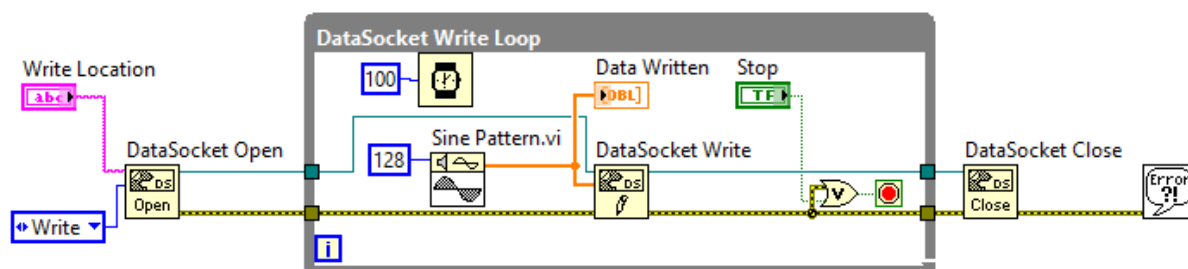 DataSocket Write Loop
Write Location
abc
100
Data Written
DBL]
Stop
TF
DataSocket Open
128
Sine Pattern.vi
DataSocket Write
DataSocket Close
DS
Open
DS
V
DS
Close
Error
?!
Write
i